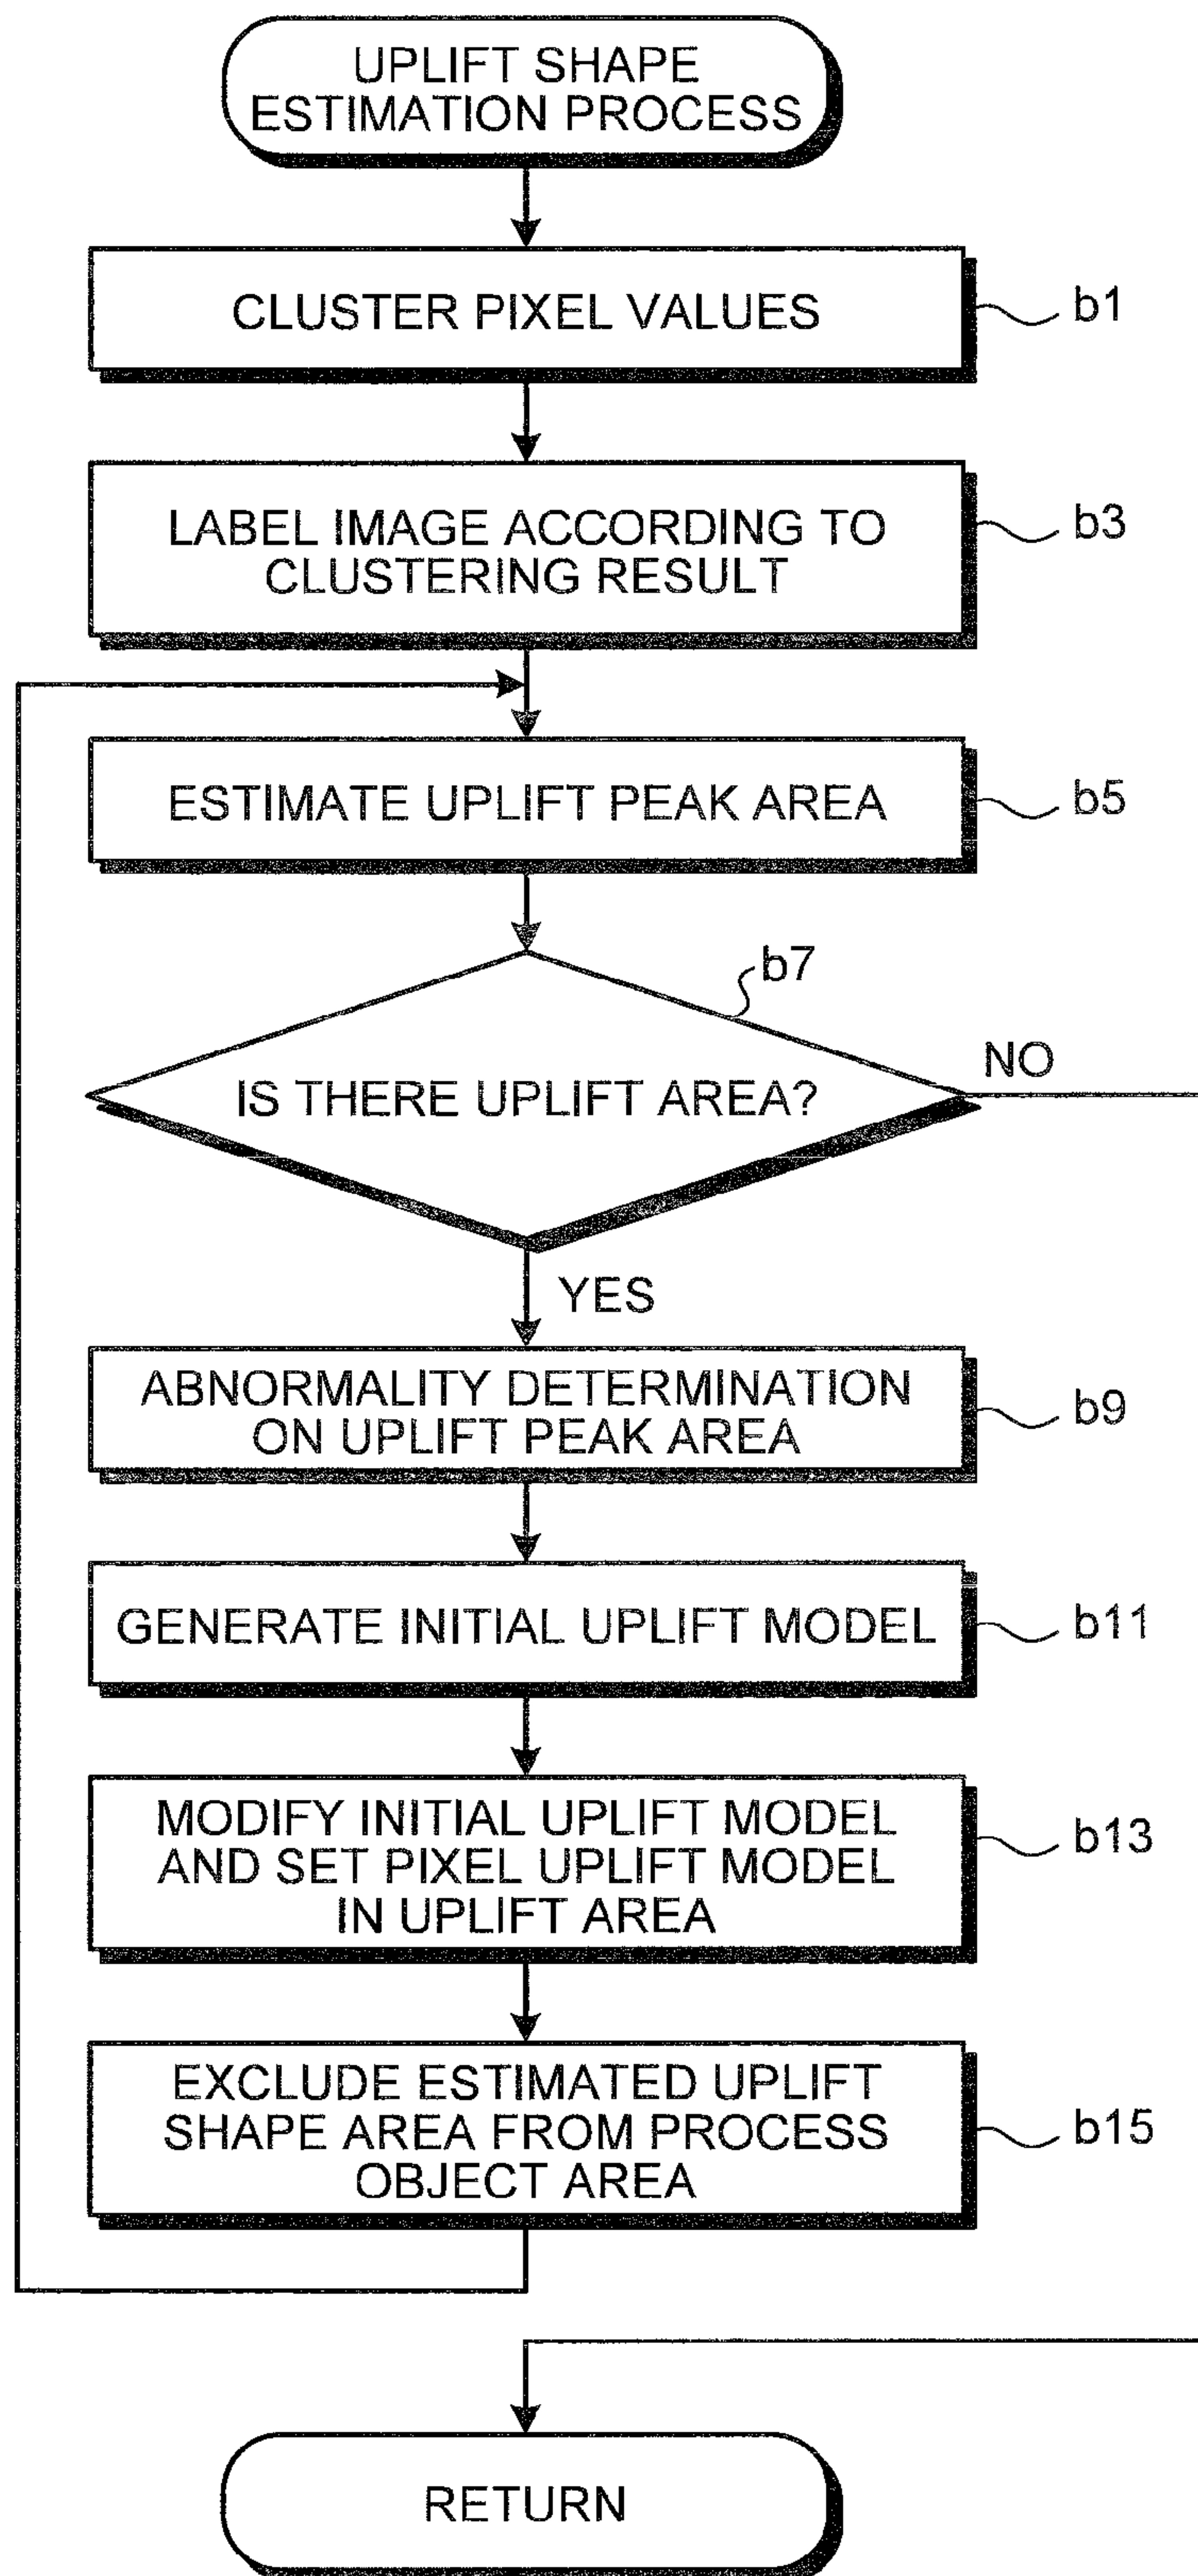 UPLIFT SHAPE
ESTIMATION PROCESS
CLUSTER PIXEL VALUES
b1
LABEL IMAGE ACCORDING TO
CLUSTERING RESULT
b3
ESTIMATE UPLIFT PEAK AREA
b5
b7
IS THERE UPLIFT AREA?
NO
YES
ABNORMALITY DETERMINATION
ON UPLIFT PEAK AREA
b9
GENERATE INITIAL UPLIFT MODEL
b11
MODIFY INITIAL UPLIFT MODEL
AND SET PIXEL UPLIFT MODEL
IN UPLIFT AREA
b13
EXCLUDE ESTIMATED UPLIFT
SHAPE AREA FROM PROCESS
OBJECT AREA
b15
RETURN